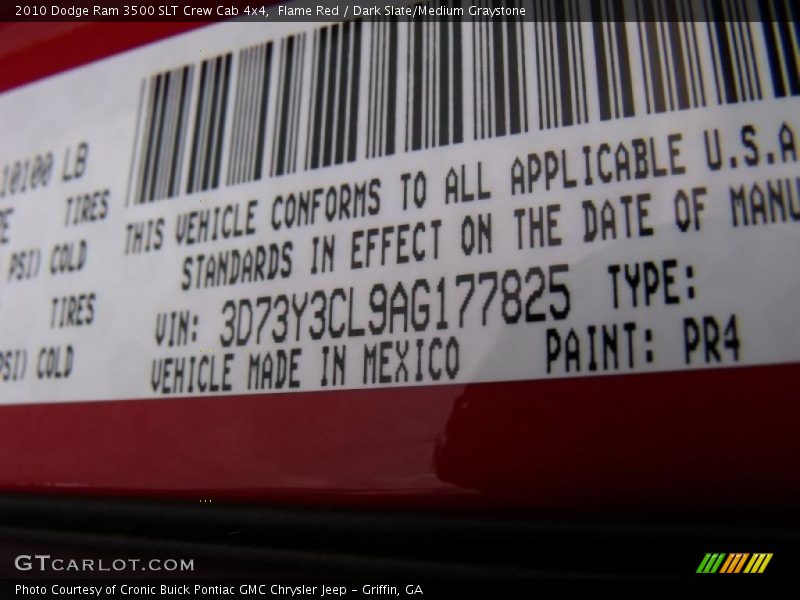 2010 Dodge Ram 3500 SLT Crew Cab 4x4, Flame Red / Dark Slate/Medium Graystone
10100 LB
TIRES
PSI) COLD
TIRES
PSI) COLD
THIS VEHICLE CONFORMS TO ALL APPLICABLE U.S.A
STANDARDS IN EFFECT ON THE DATE OF MANU
VIN: 3D73Y3CL9AG177825 TYPE:
VEHICLE MADE IN MEXICO PAINT: PR4
GTCARLOT.COM
Photo Courtesy of Cronic Buick Pontiac GMC Chrysler Jeep - Griffin, GA